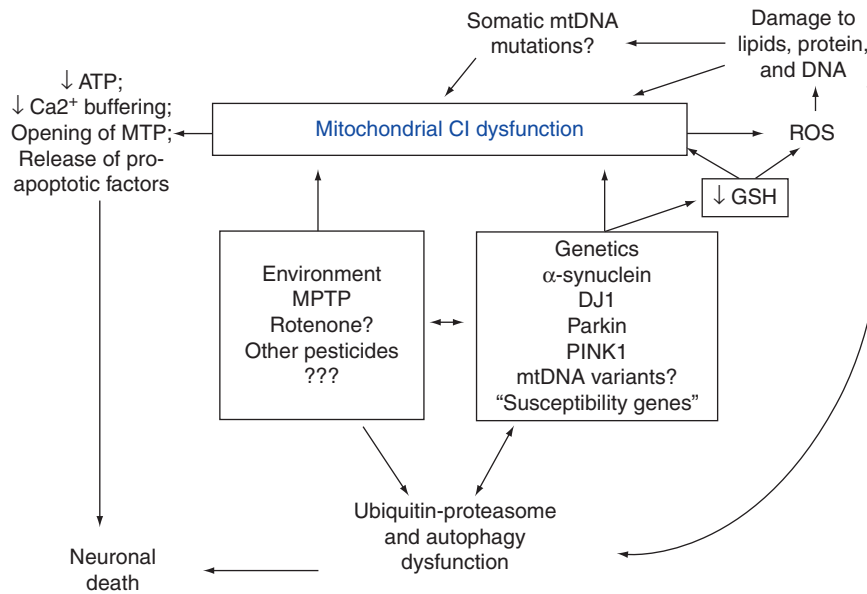 Somatic mtDNA
mutations?
Damage to
lipids, protein,
and DNA
↓ ATP;
↓ Ca2⁺ buffering;
Opening of MTP;
Release of pro-
apoptotic factors
Mitochondrial CI dysfunction
ROS
↓ GSH
Environment
MPTP
Rotenone?
Other pesticides
???
Genetics
α-synuclein
DJ1
Parkin
PINK1
mtDNA variants?
“Susceptibility genes”
Ubiquitin-proteasome
and autophagy
dysfunction
Neuronal
death